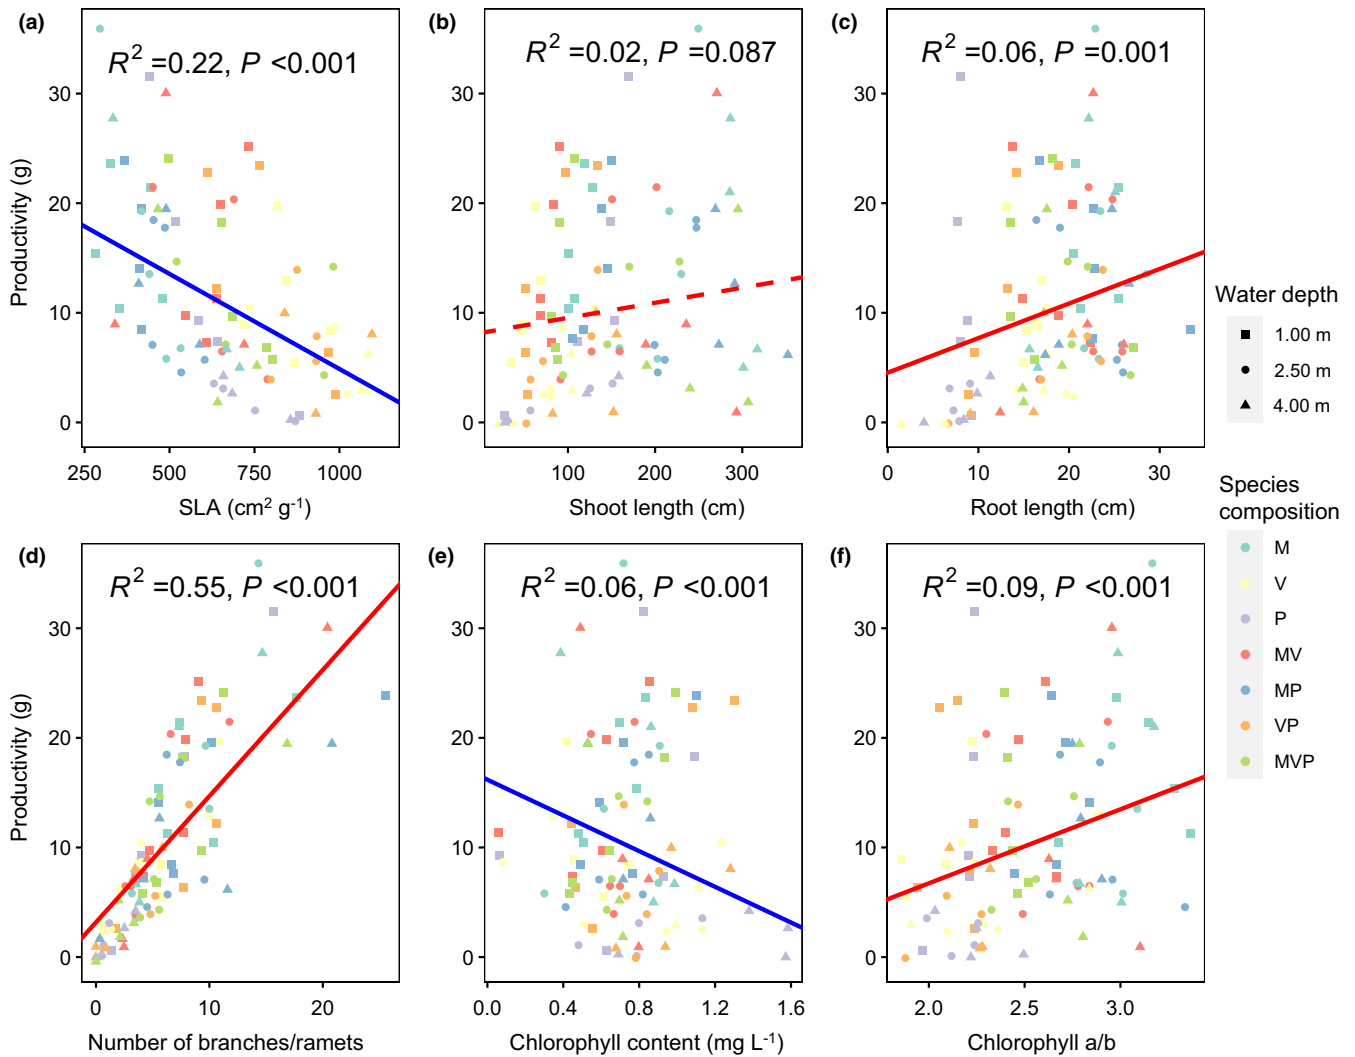 (a)
R² =0.22, P <0.001
Productivity (g)
30
20
10
0
250 500 750 1000
SLA (cm² g⁻¹)
(b)
R² =0.02, P =0.087
100 200 300
Shoot length (cm)
(c)
R² =0.06, P =0.001
0 10 20 30
Root length (cm)
Water depth
1.00 m
2.50 m
4.00 m
Species
composition
M
V
P
MV
MP
VP
MVP
(d)
R² =0.55, P <0.001
Productivity (g)
30
20
10
0
0 10 20
Number of branches/ramets
(e)
R² =0.06, P <0.001
0.0 0.4 0.8 1.2 1.6
Chlorophyll content (mg L⁻¹)
(f)
R² =0.09, P <0.001
2.0 2.5 3.0
Chlorophyll a/b